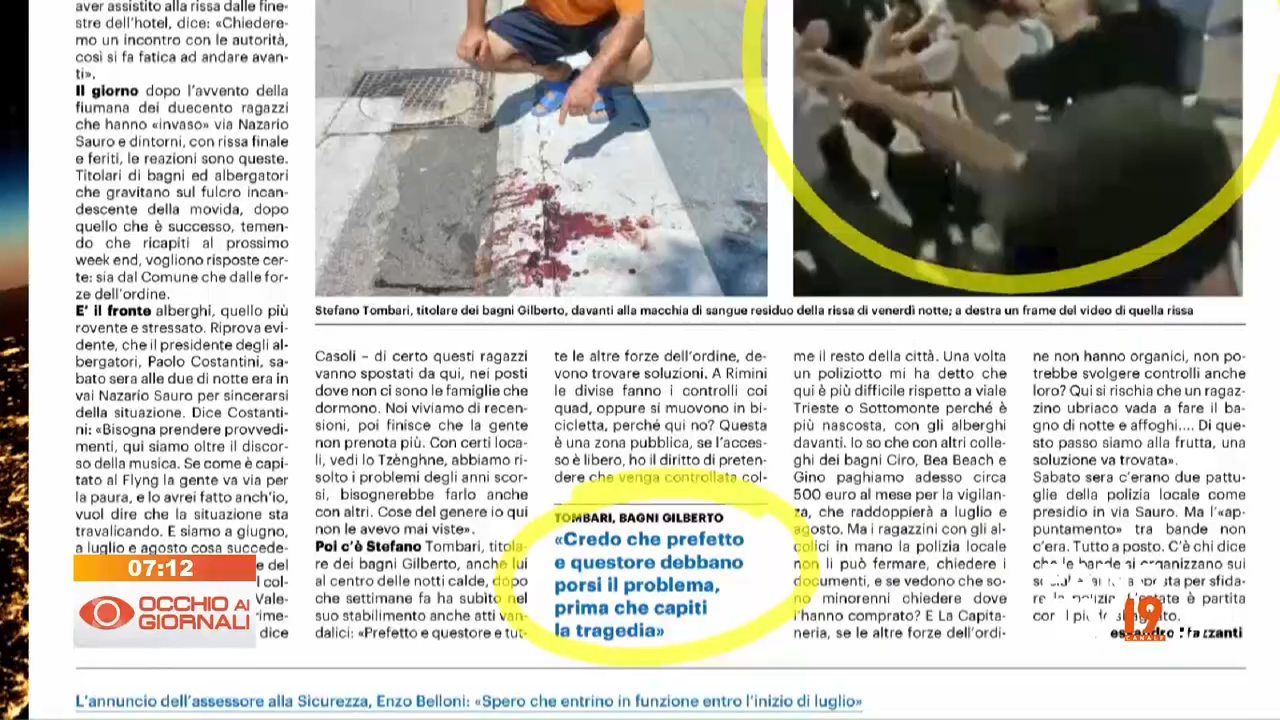 aver assistito alla rissa dalle fine-
stre dell'hotel, dice: «Chiedere-
mo un incontro con le autorità,
così si fa fatica ad andare avan-
ti».
Il giorno dopo l'avvento della
fiumana dei duecento ragazzi
che hanno «invaso» via Nazario
Sauro e dintorni, con rissa finale
e feriti, le reazioni sono queste.
Titolari di bagni ed albergatori
che gravitano sul fulcro incan-
descente della movida, dopo
quello che è successo, temen-
do che ricapiti al prossimo
week end, vogliono risposte cer-
te: sia dal Comune che dalle for-
ze dell'ordine.
E' il fronte alberghi, quello più
rovente e stressato. Riprova evi-
dente, che il presidente degli al-
bergatori, Paolo Costantini, sa-
bato sera alle due di notte era in
vai Nazario Sauro per sincerarsi
della situazione. Dice Costanti-
ni: «Bisogna prendere provvedi-
menti, qui siamo oltre il discor-
so della musica. Se come è capi-
tato al Flyng la gente va via per
la paura, e lo avrei fatto anch'io,
vuol dire che la situazione sta
travalicando. E siamo a giugno,
a luglio e agosto cosa succede-
e del
l col-
Vale-
rime-
dice
07:12
OCCHIO AI
GIORNALI
Stefano Tombari, titolare dei bagni Gilberto, davanti alla macchia di sangue residuo della rissa di venerdì notte; a destra un frame del video di quella rissa
Casoli – di certo questi ragazzi
vanno spostati da qui, nei posti
dove non ci sono le famiglie che
dormono. Noi viviamo di recen-
sioni, poi finisce che la gente
non prenota più. Con certi loca-
li, vedi lo Tzènghne, abbiamo ri-
solto i problemi degli anni scor-
si, bisognerebbe farlo anche
con altri. Cose del genere io qui
non le avevo mai viste».
Poi c'è Stefano Tombari, titola-
re dei bagni Gilberto, anche lui
al centro delle notti calde, dopo
che settimane fa ha subito nel
suo stabilimento anche atti van-
dalici: «Prefetto e questore e tut-
te le altre forze dell'ordine, de-
vono trovare soluzioni. A Rimini
le divise fanno i controlli coi
quad, oppure si muovono in bi-
cicletta, perché qui no? Questa
è una zona pubblica, se l'acces-
so è libero, ho il diritto di preten-
dere che venga controllata col-
TOMBARI, BAGNI GILBERTO
«Credo che prefetto
e questore debbano
porsi il problema,
prima che capiti
la tragedia»
me il resto della città. Una volta
un poliziotto mi ha detto che
qui è più difficile rispetto a viale
Trieste o Sottomonte perché è
più nascosta, con gli alberghi
davanti. Io so che con altri colle-
ghi dei bagni Ciro, Bea Beach e
Gino paghiamo adesso circa
500 euro al mese per la vigilan-
za, che raddoppierà a luglio e
agosto. Ma i ragazzini con gli al-
colici in mano la polizia locale
non li può fermare, chiedere i
documenti, e se vedono che so-
no minorenni chiedere dove
l'hanno comprato? E La Capita-
neria, se le altre forze dell'ordi-
ne non hanno organici, non po-
trebbe svolgere controlli anche
loro? Qui si rischia che un ragaz-
zino ubriaco vada a fare il ba-
gno di notte e affoghi.... Di que-
sto passo siamo alla frutta, una
soluzione va trovata».
Sabato sera c'erano due pattu-
glie della polizia locale come
presidio in via Sauro. Ma l'«ap-
puntamento» tra bande non
c'era. Tutto a posto. C'è chi dice
che le bande si organizzano sui
sta per sfida-
re la polizia. L'estate è partita
19
CANALE
L'annuncio dell'assessore alla Sicurezza, Enzo Belloni: «Spero che entrino in funzione entro l'inizio di luglio»